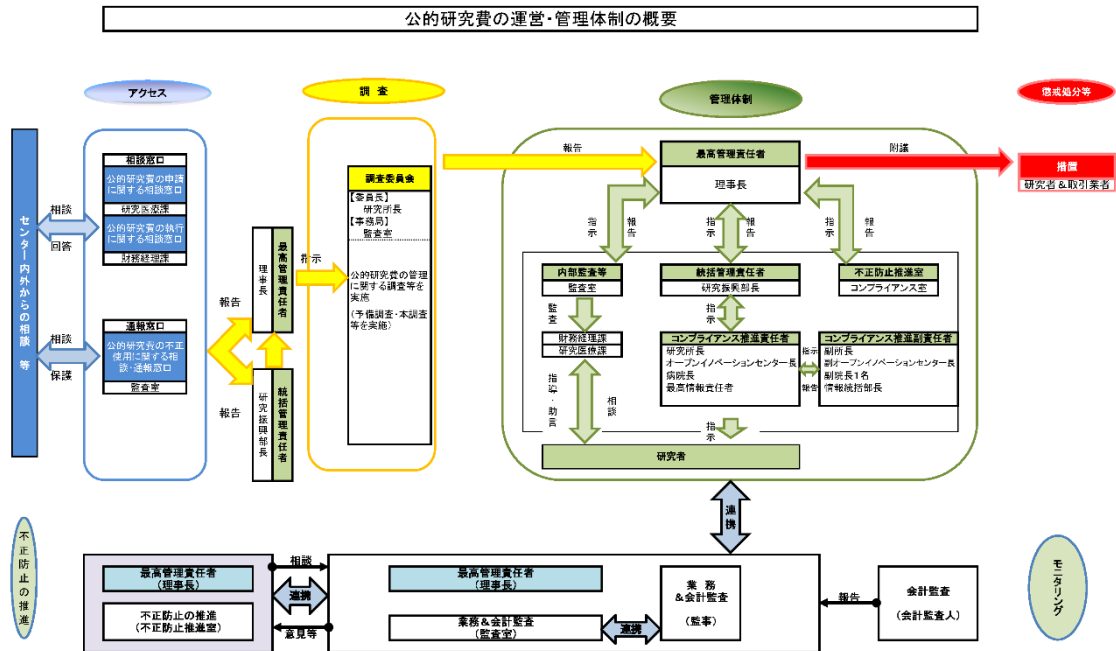 公的研究費の運営・管理体制の概要
アクセス
調 査
管理体制
懲戒処分等
センター内外からの相談 等
相談
回答
相談
保護
相談窓口
公的研究費の申請
に関する相談窓口
研究医療課
公的研究費の執行
に関する相談窓口
財務経理課
通報窓口
公的研究費の不正
使用に関する相
談・通報窓口
監査室
報告
報告
理事長
最高管理責任者
研究振興部長
統括管理責任者
指示
調査委員会
【委員長】
研究所長
【事務局】
監査室
公的研究費の管理
に関する調査等を
実施
(予備調査・本調査
等を実施)
報告
最高管理責任者
理事長
附議
措置
研究者&取引業者
指示
報告
指示
報告
指示
報告
内部監査等
監査室
監査
財務経理課
研究医療課
指導・助言
相談
統括管理責任者
研究振興部長
指示
コンプライアンス推進責任者
研究所長
オープンイノベーションセンター長
病院長
最高情報責任者
指示
報告
不正防止推進室
コンプライアンス室
コンプライアンス推進副責任者
副所長
副オープンイノベーションセンター長
副院長1名
情報統括部長
指示
研究者
連携
不正防止の推進
最高管理責任者
(理事長)
不正防止の推進
(不正防止推進室)
相談
連携
意見等
最高管理責任者
(理事長)
業務&会計監査
(監査室)
連携
業 務
&会計監査
(監事)
報告
会計監査
(会計監査人)
モニタリング